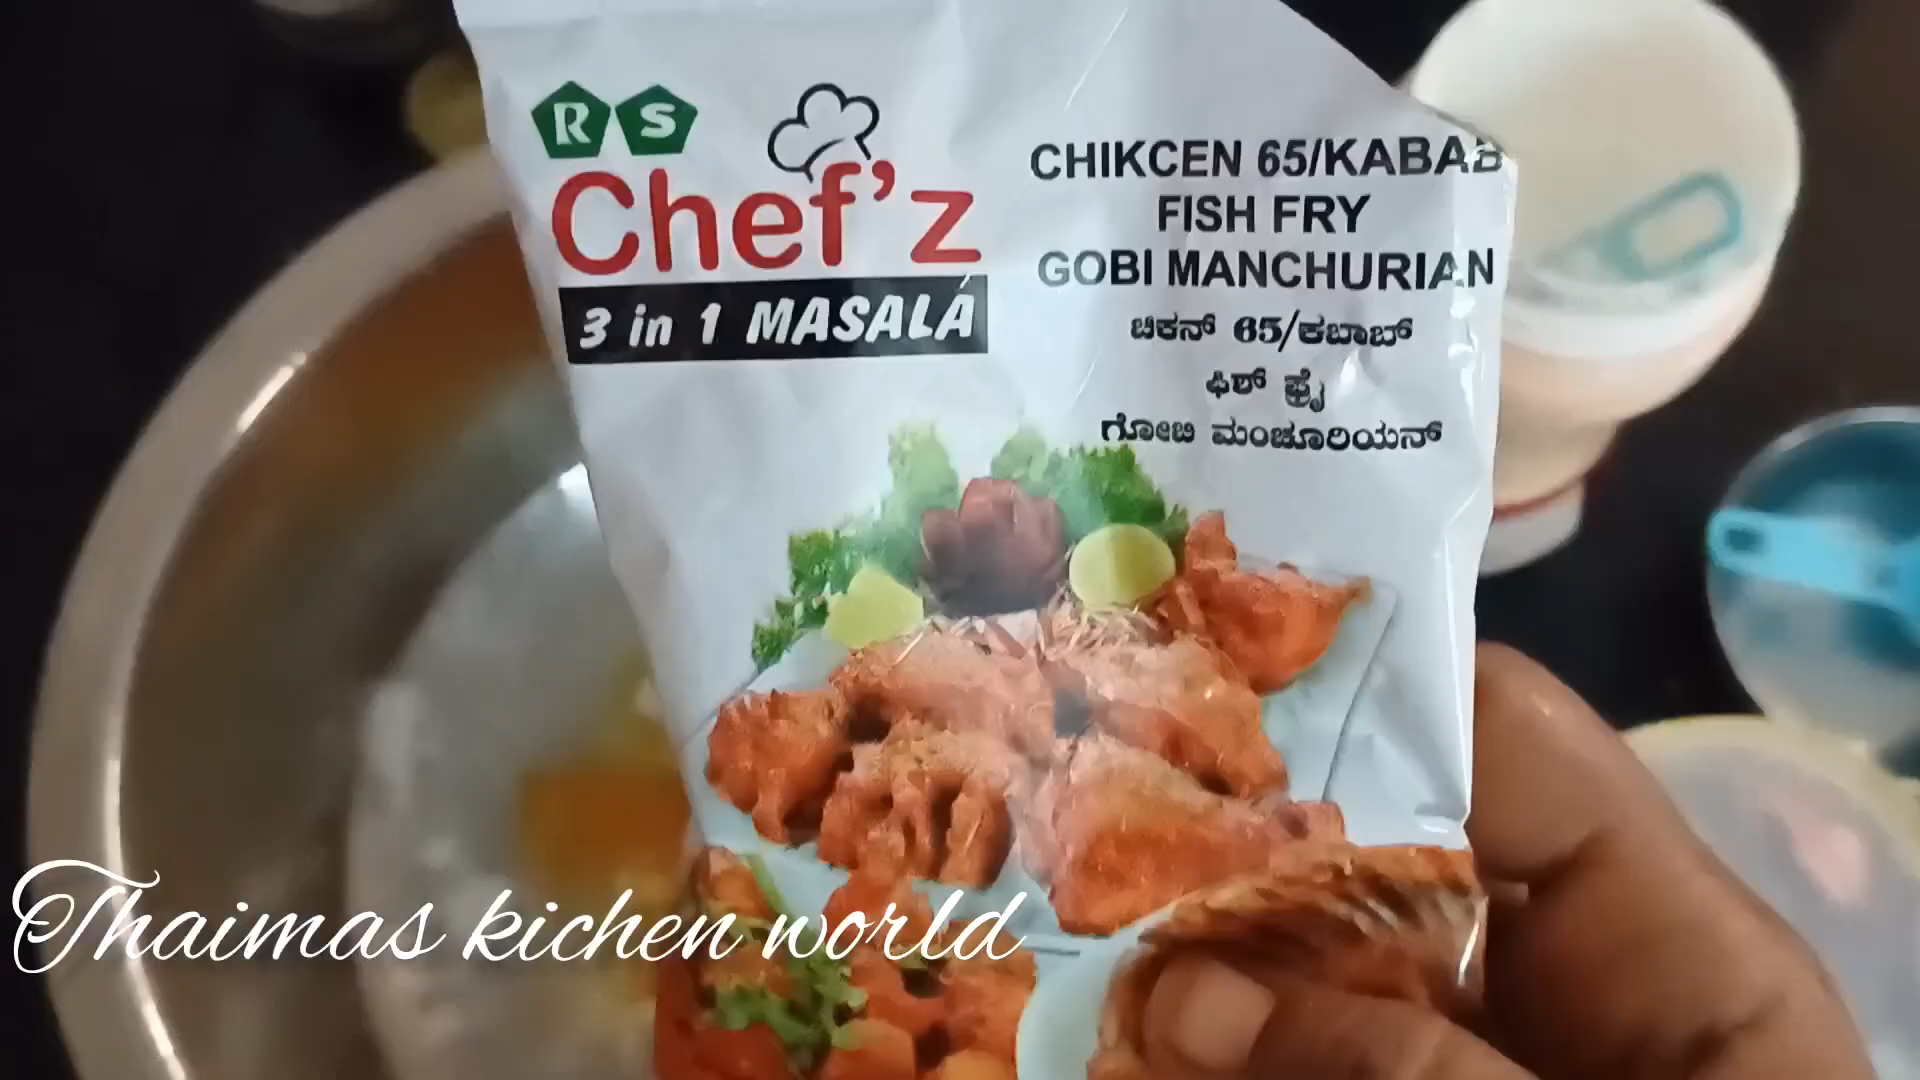 R S
Chef'z
3 in 1 MASALA
CHIKCEN 65/KABAB
FISH FRY
GOBI MANCHURIAN
ಚಿಕನ್ 65/ಕಬಾಬ್
ಫಿಶ್ ಫ್ರೈ
ಗೋಬಿ ಮಂಚೂರಿಯನ್
Thaimas kichen world